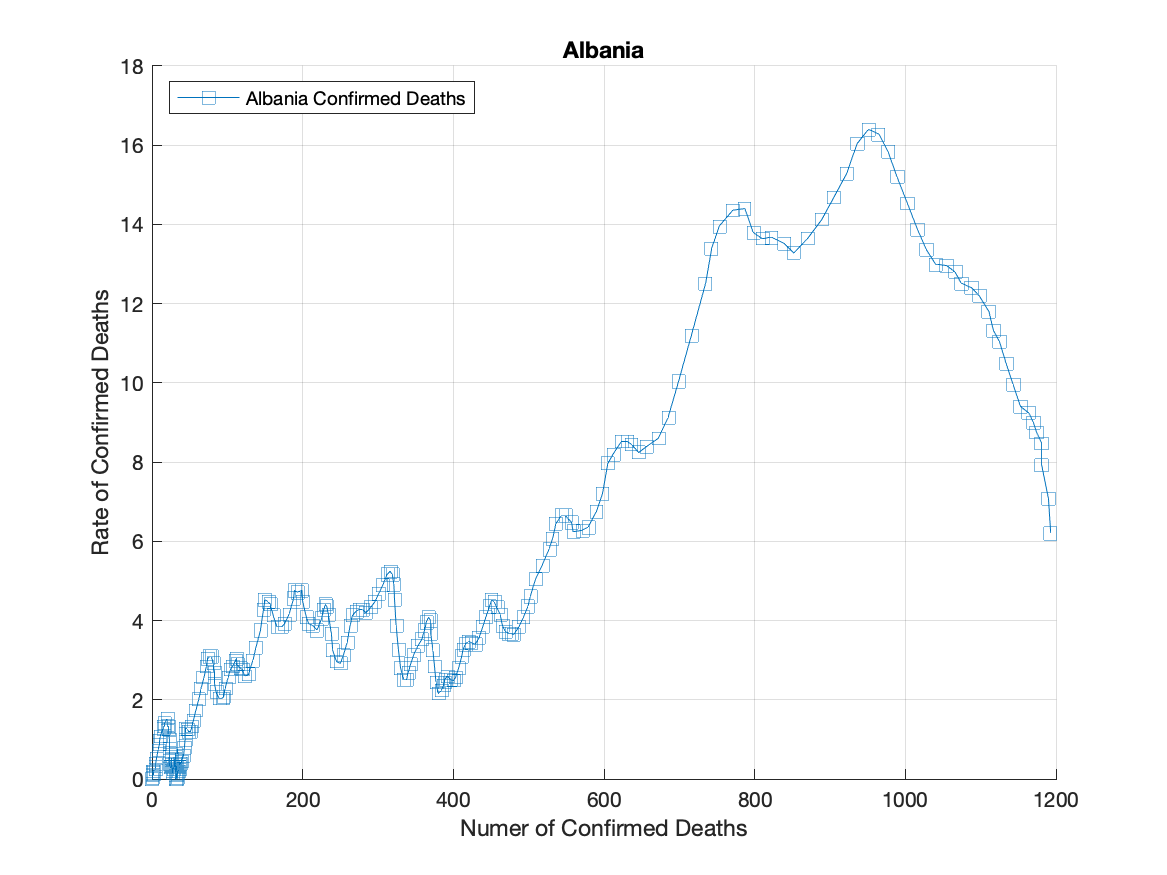 Albania
Albania Confirmed Deaths
18
16
14
12
10
8
6
4
2
0
Rate of Confirmed Deaths
0 200 400 600 800 1000 1200
Numer of Confirmed Deaths